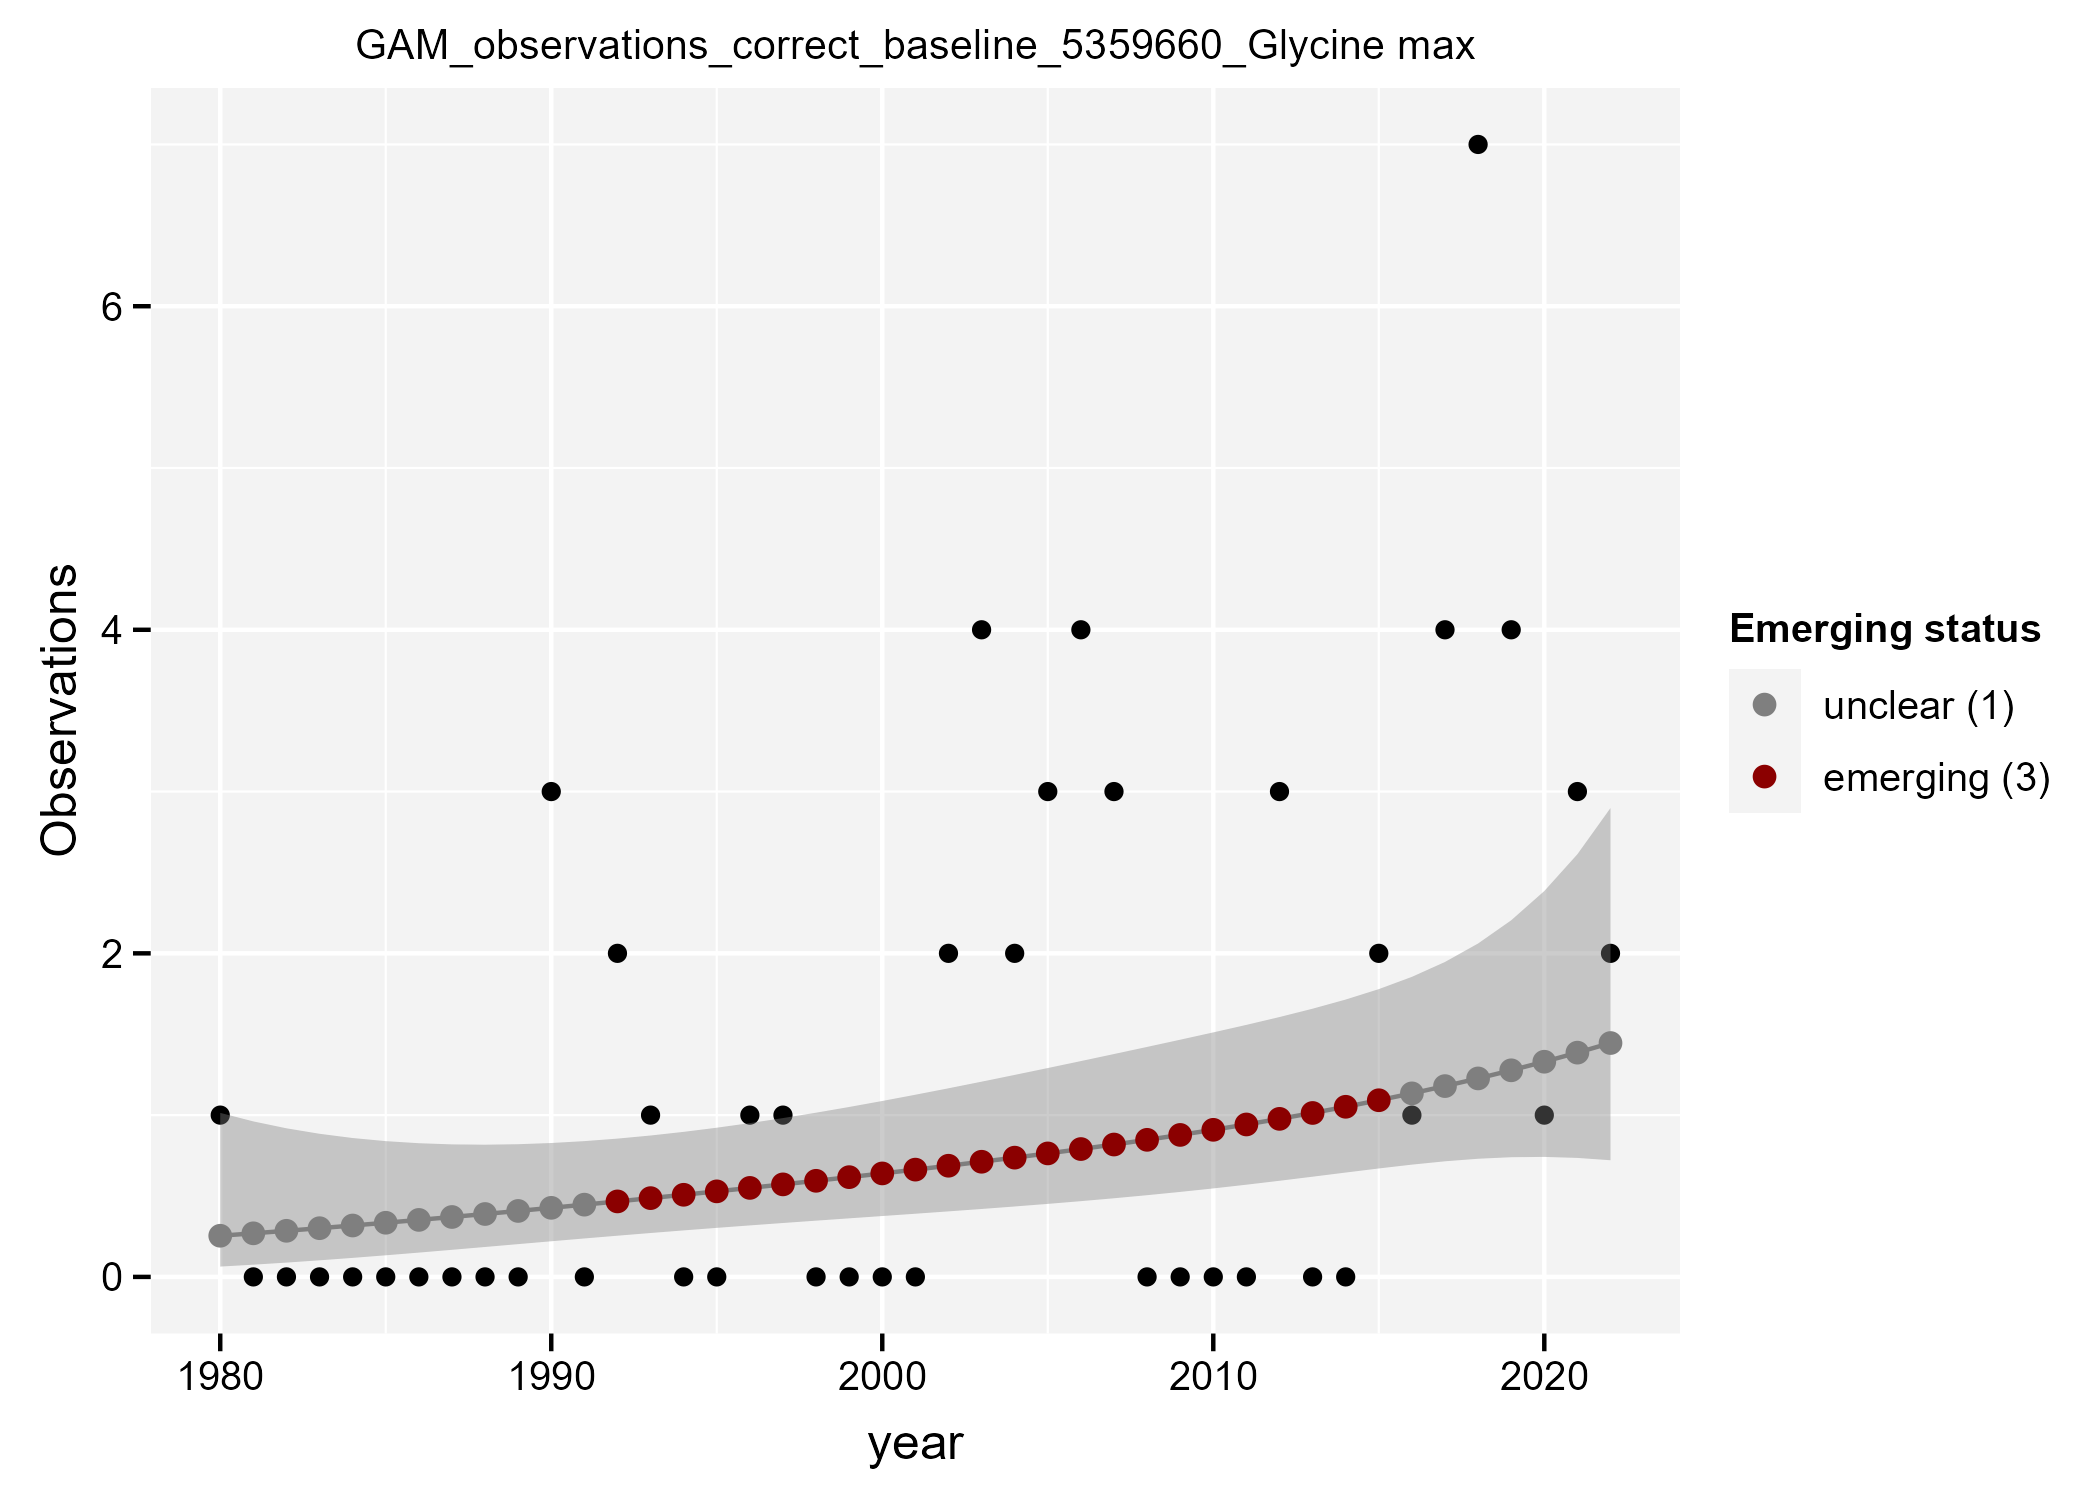 GAM_observations_correct_baseline_5359660_Glycine max
Observations
6
4
2
0
1980
1990
2000
2010
2020
year
Emerging status
unclear (1)
emerging (3)